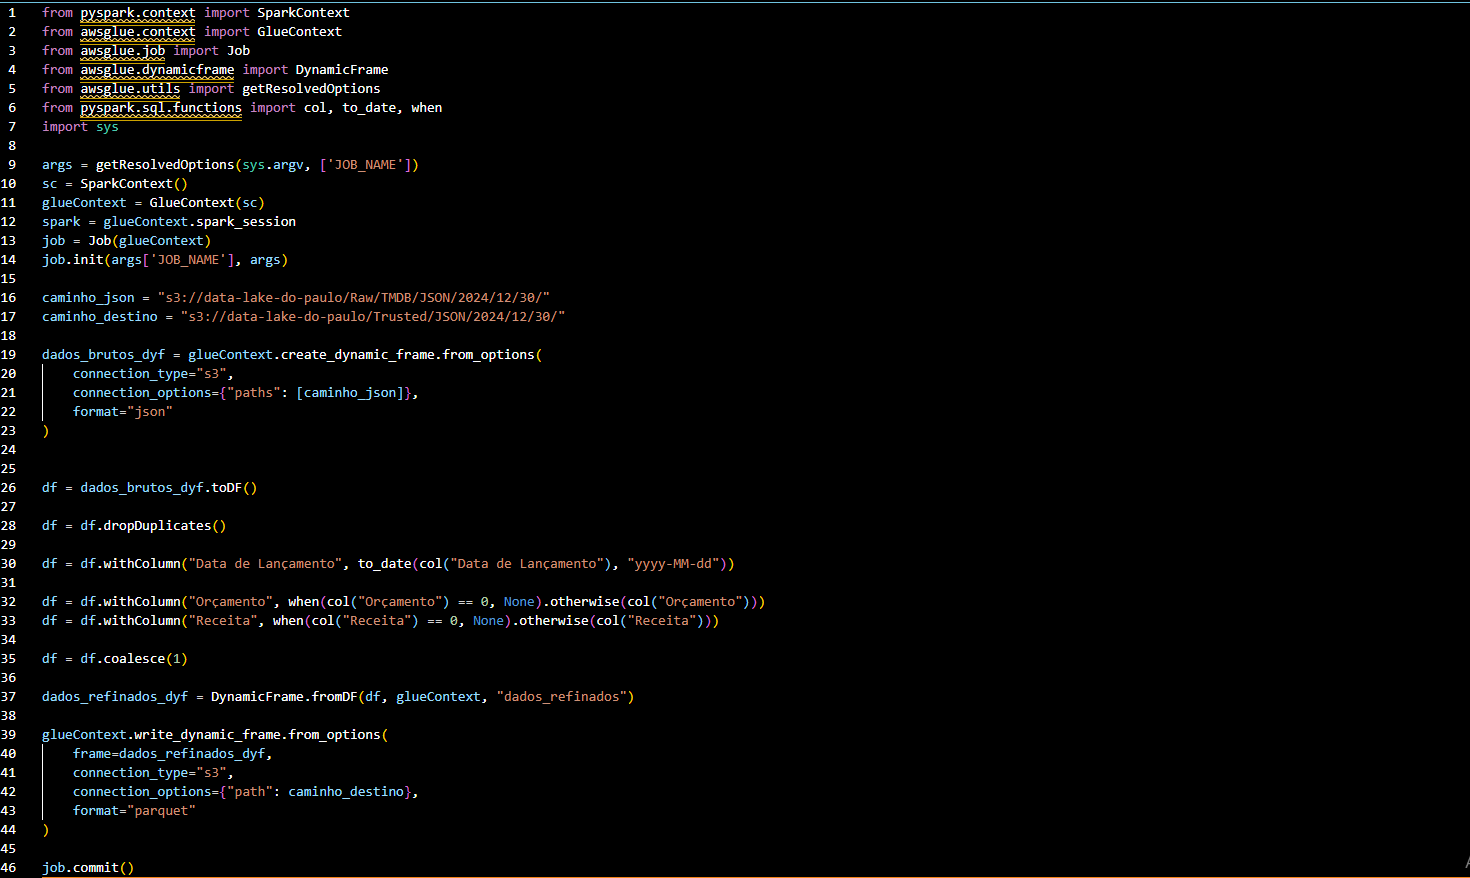 1 from pyspark.context import SparkContext
2 from awsglue.context import GlueContext
3 from awsglue.job import Job
4 from awsglue.dynamicframe import DynamicFrame
5 from awsglue.utils import getResolvedOptions
6 from pyspark.sql.functions import col, to_date, when
7 import sys
8
9 args = getResolvedOptions(sys.argv, ['JOB_NAME'])
10 sc = SparkContext()
11 glueContext = GlueContext(sc)
12 spark = glueContext.spark_session
13 job = Job(glueContext)
14 job.init(args['JOB_NAME'], args)
15
16 caminho_json = "s3://data-lake-do-paulo/Raw/TMDB/JSON/2024/12/30/"
17 caminho_destino = "s3://data-lake-do-paulo/Trusted/JSON/2024/12/30/"
18
19 dados_brutos_dyf = glueContext.create_dynamic_frame.from_options(
20     connection_type="s3",
21     connection_options={"paths": [caminho_json]},
22     format="json"
23 )
24
25
26 df = dados_brutos_dyf.toDF()
27
28 df = df.dropDuplicates()
29
30 df = df.withColumn("Data de Lançamento", to_date(col("Data de Lançamento"), "yyyy-MM-dd"))
31
32 df = df.withColumn("Orçamento", when(col("Orçamento") == 0, None).otherwise(col("Orçamento")))
33 df = df.withColumn("Receita", when(col("Receita") == 0, None).otherwise(col("Receita")))
34
35 df = df.coalesce(1)
36
37 dados_refinados_dyf = DynamicFrame.fromDF(df, glueContext, "dados_refinados")
38
39 glueContext.write_dynamic_frame.from_options(
40     frame=dados_refinados_dyf,
41     connection_type="s3",
42     connection_options={"path": caminho_destino},
43     format="parquet"
44 )
45
46 job.commit()